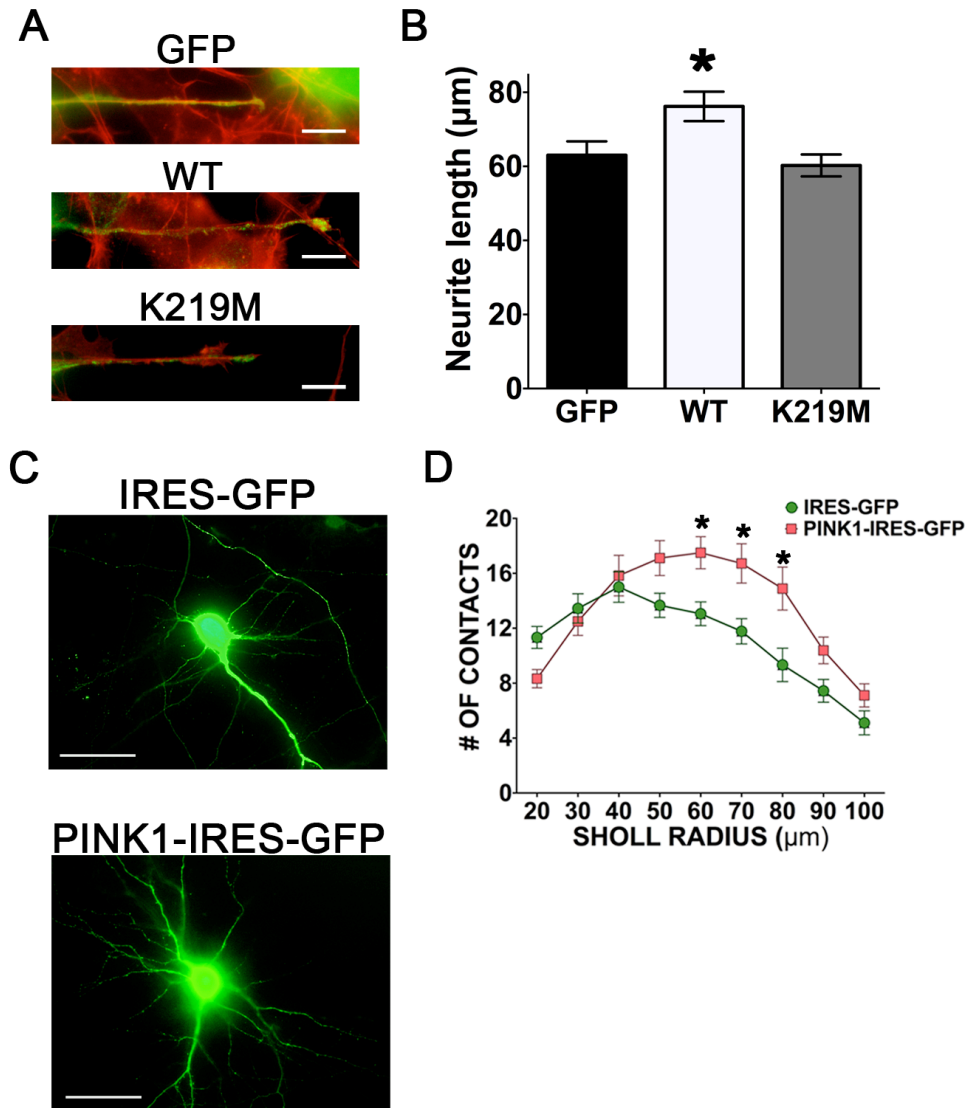 A
GFP
WT
K219M
B
*
Neurite length (µm)
80
60
40
20
0
GFP WT K219M
C
IRES-GFP
PINK1-IRES-GFP
D
IRES-GFP
PINK1-IRES-GFP
* * *
# OF CONTACTS
20
16
12
8
4
0
20 30 40 50 60 70 80 90 100
SHOLL RADIUS (µm)